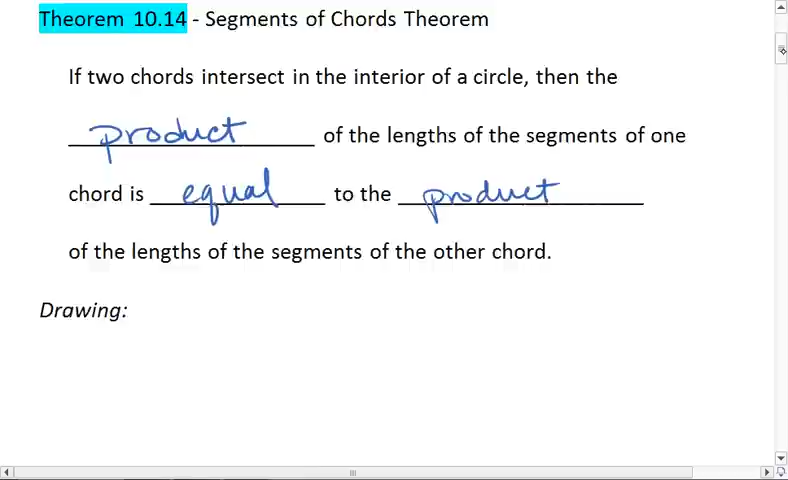 Theorem 10.14 - Segments of Chords Theorem
If two chords intersect in the interior of a circle, then the
product of the lengths of the segments of one
chord is equal to the product
of the lengths of the segments of the other chord.
Drawing: